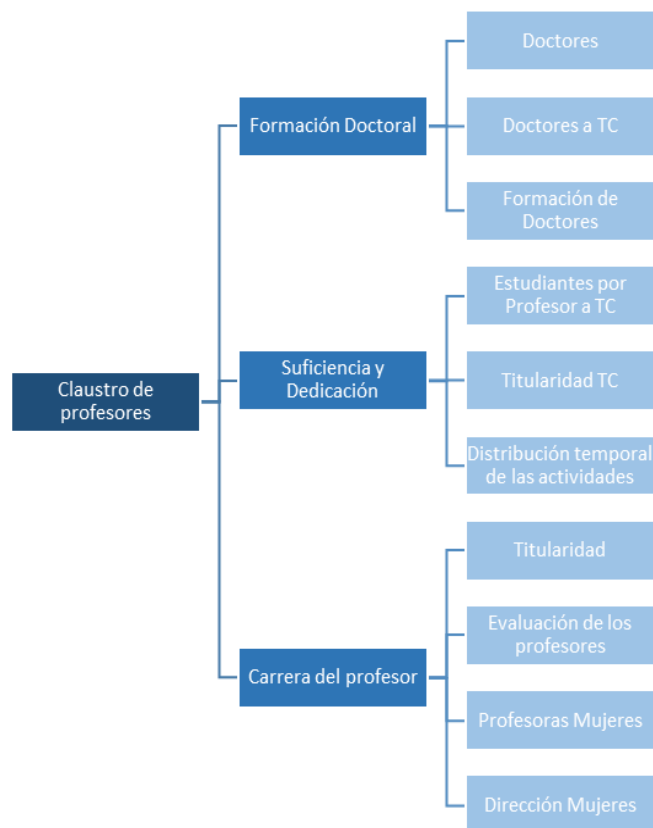 Claustro de
profesores
Formación Doctoral
Doctores
Doctores a TC
Formación de
Doctores
Suficiencia y
Dedicación
Estudiantes por
Profesor a TC
Titularidad TC
Distribución temporal
de las actividades
Carrera del profesor
Titularidad
Evaluación de los
profesores
Profesoras Mujeres
Dirección Mujeres